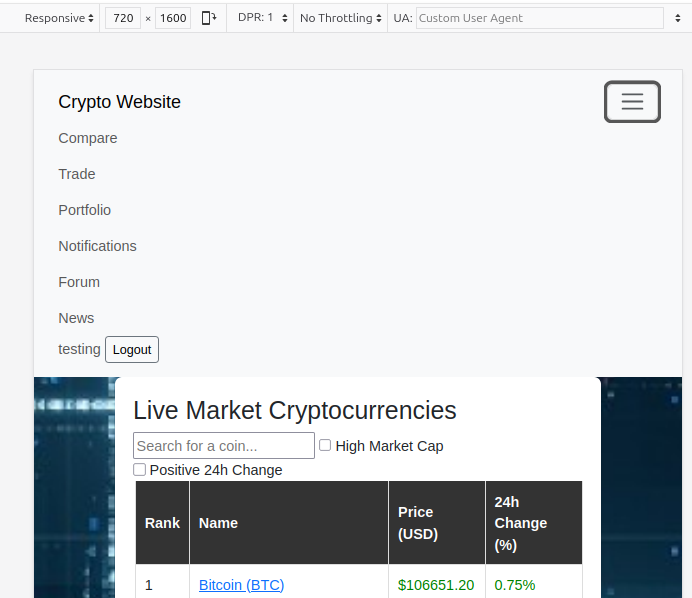 Responsive 720 × 1600 DPR: 1 No Throttling UA: Custom User Agent
Crypto Website
Compare
Trade
Portfolio
Notifications
Forum
News
testing Logout
Live Market Cryptocurrencies
Search for a coin... High Market Cap
Positive 24h Change
Rank Name Price (USD) 24h Change (%)
1 Bitcoin (BTC) $106651.20 0.75%